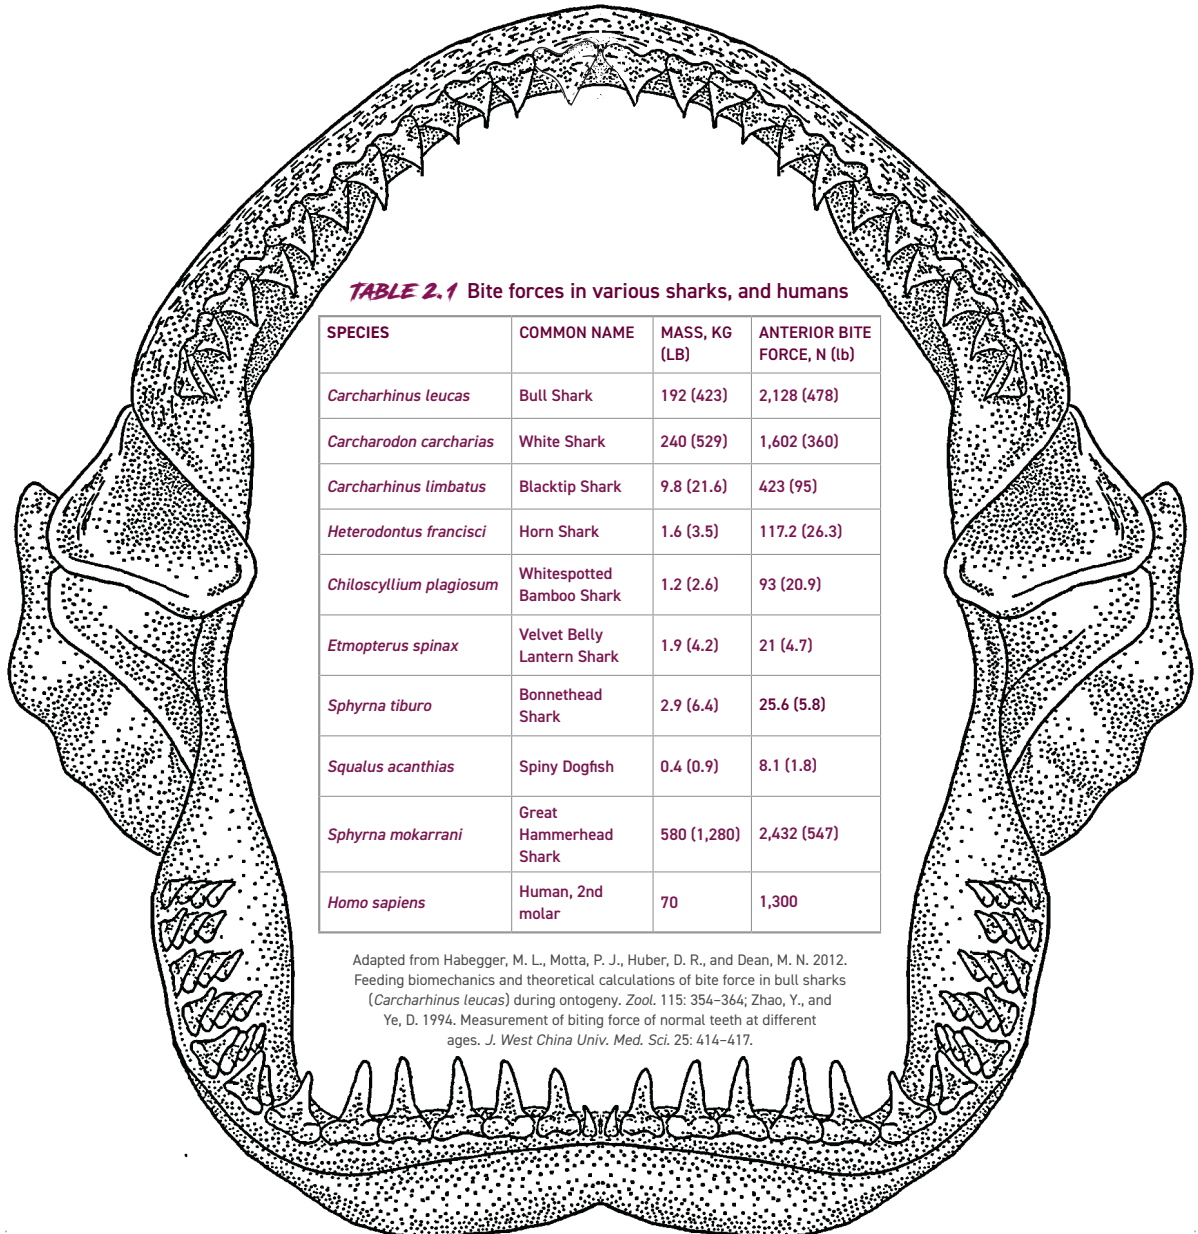 TABLE 2.1 Bite forces in various sharks, and humans
SPECIES COMMON NAME MASS, KG (LB) ANTERIOR BITE FORCE, N (lb)
Carcharhinus leucas Bull Shark 192 (423) 2,128 (478)
Carcharodon carcharias White Shark 240 (529) 1,602 (360)
Carcharhinus limbatus Blacktip Shark 9.8 (21.6) 423 (95)
Heterodontus francisci Horn Shark 1.6 (3.5) 117.2 (26.3)
Chiloscyllium plagiosum Whitespotted Bamboo Shark 1.2 (2.6) 93 (20.9)
Etmopterus spinax Velvet Belly Lantern Shark 1.9 (4.2) 21 (4.7)
Sphyrna tiburo Bonnethead Shark 2.9 (6.4) 25.6 (5.8)
Squalus acanthias Spiny Dogfish 0.4 (0.9) 8.1 (1.8)
Sphyrna mokarrani Great Hammerhead Shark 580 (1,280) 2,432 (547)
Homo sapiens Human, 2nd molar 70 1,300
Adapted from Habegger, M. L., Motta, P. J., Huber, D. R., and Dean, M. N. 2012.
Feeding biomechanics and theoretical calculations of bite force in bull sharks
(Carcharhinus leucas) during ontogeny. Zool. 115: 354–364; Zhao, Y., and
Ye, D. 1994. Measurement of biting force of normal teeth at different
ages. J. West China Univ. Med. Sci. 25: 414–417.